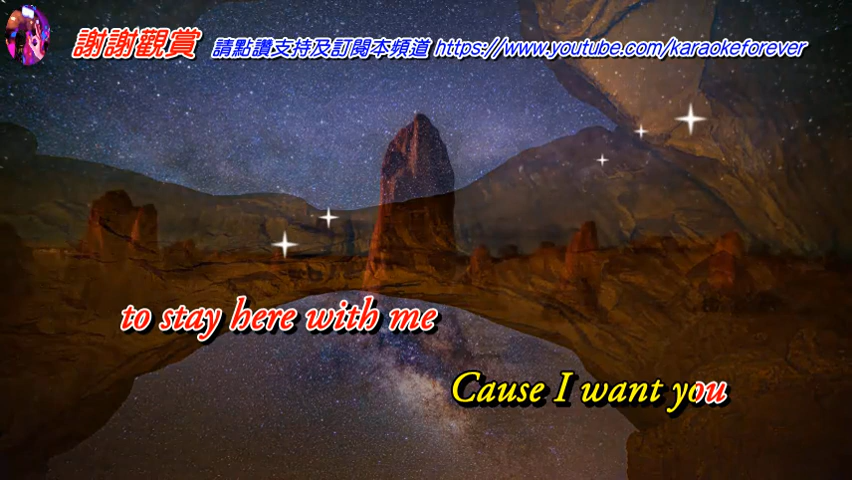 謝謝觀賞 請點讚支持及訂閱本頻道 https://www.youtube.com/karaokeforever
to stay here with me
Cause I want you